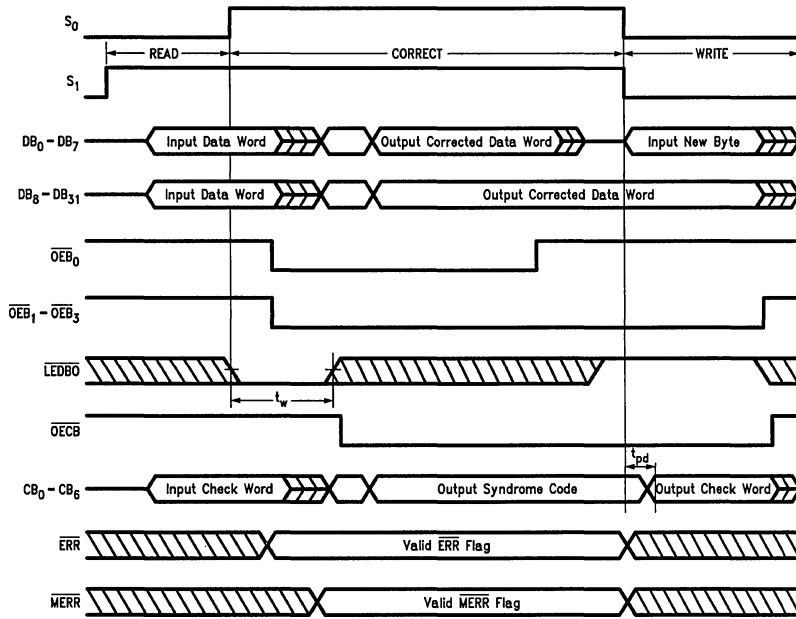 S0
READ CORRECT WRITE
S1
DB0 – DB7 Input Data Word Output Corrected Data Word Input New Byte
DB8 – DB31 Input Data Word Output Corrected Data Word
OEB0
OEB1 – OEB3
LEDBO
tw
OECB
tpd
CB0 – CB6 Input Check Word Output Syndrome Code Output Check Word
ERR Valid ERR Flag
MERR Valid MERR Flag